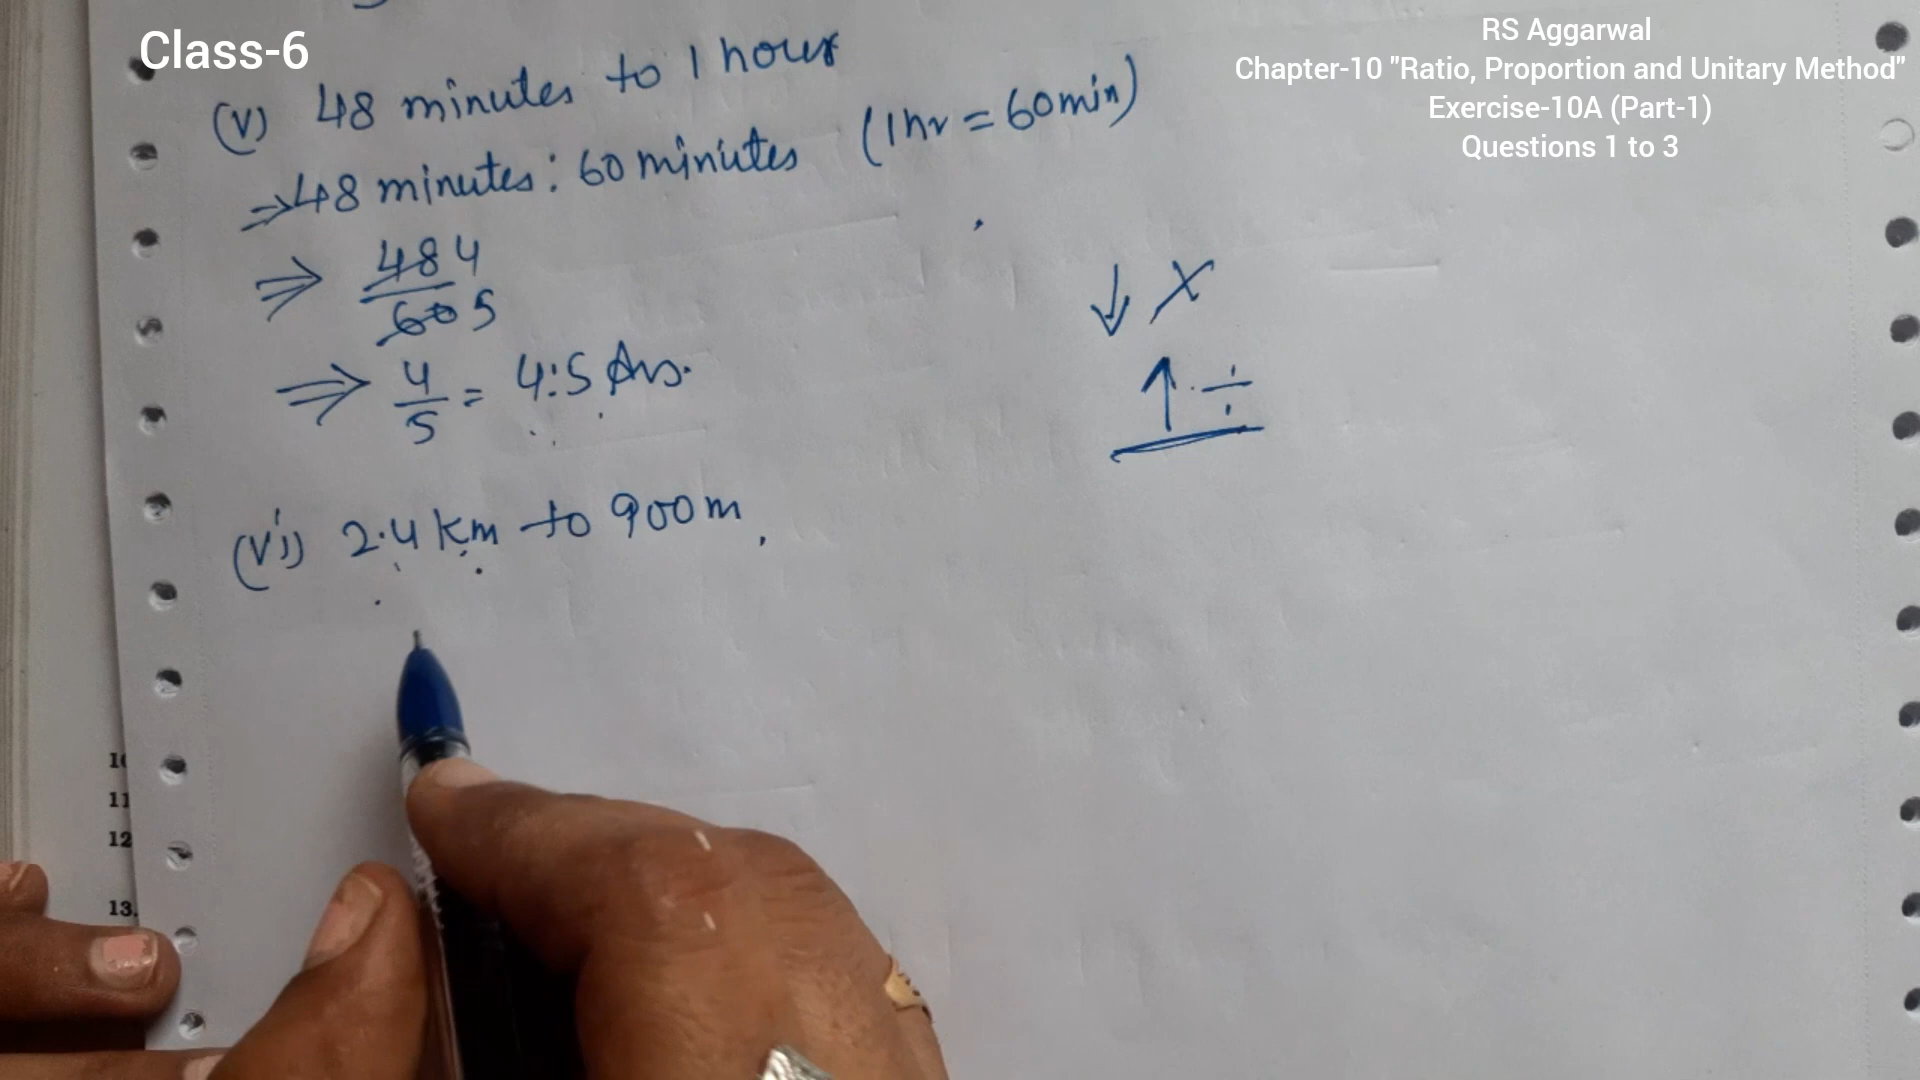 Class-6
RS Aggarwal
Chapter-10 "Ratio, Proportion and Unitary Method"
Exercise-10A (Part-1)
Questions 1 to 3
(v) 48 minutes to 1 hour
⇒ 48 minutes : 60 minutes (1hr = 60min)
⇒ 48/60 4 5
⇒ 4/5 = 4:5 Ans.
↓ ×
↑ ÷
(vi) 2.4 Km to 900m
10
11
12
13.